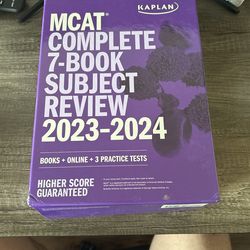 KAPLAN
MCAT®
COMPLETE
7-BOOK
SUBJECT
REVIEW
2023–2024
BOOKS + ONLINE + 3 PRACTICE TESTS
HIGHER SCORE
GUARANTEED